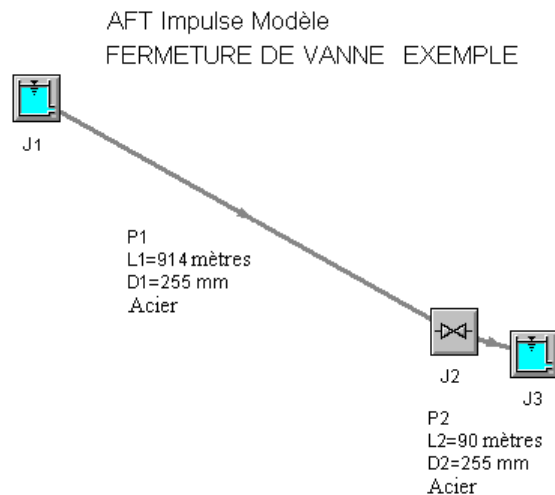 AFT Impulse Modèle
FERMETURE DE VANNE EXEMPLE
J1
P1
L1=914 mètres
D1=255 mm
Acier
J2
J3
P2
L2=90 mètres
D2=255 mm
Acier